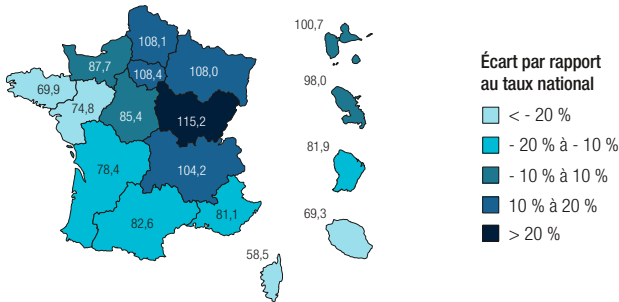 100,7
108,1
87,7
108,4
108,0
98,0
69,9
74,8
85,4
115,2
81,9
78,4
104,2
69,3
82,6
81,1
58,5
Écart par rapport
au taux national
< - 20 %
- 20 % à - 10 %
- 10 % à 10 %
10 % à 20 %
> 20 %